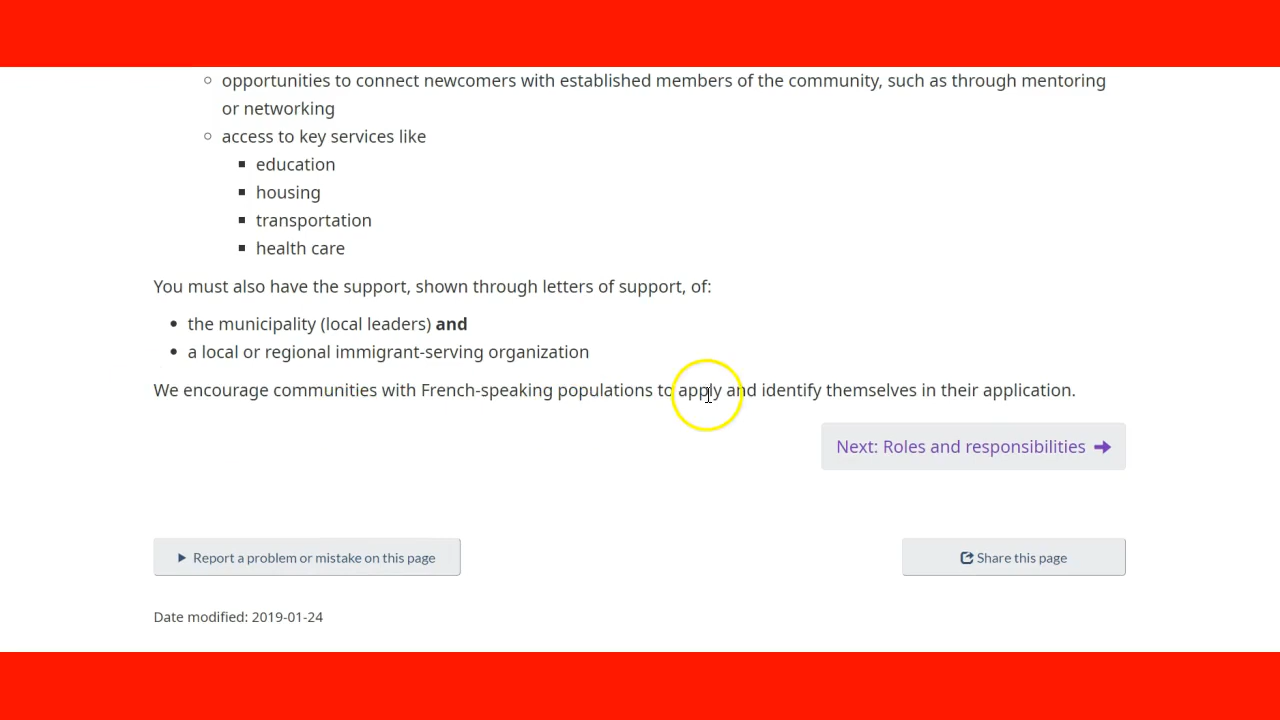 opportunities to connect newcomers with established members of the community, such as through mentoring
or networking
access to key services like
education
housing
transportation
health care
You must also have the support, shown through letters of support, of:
the municipality (local leaders) and
a local or regional immigrant-serving organization
We encourage communities with French-speaking populations to apply and identify themselves in their application.
Next: Roles and responsibilities
Report a problem or mistake on this page
Share this page
Date modified: 2019-01-24